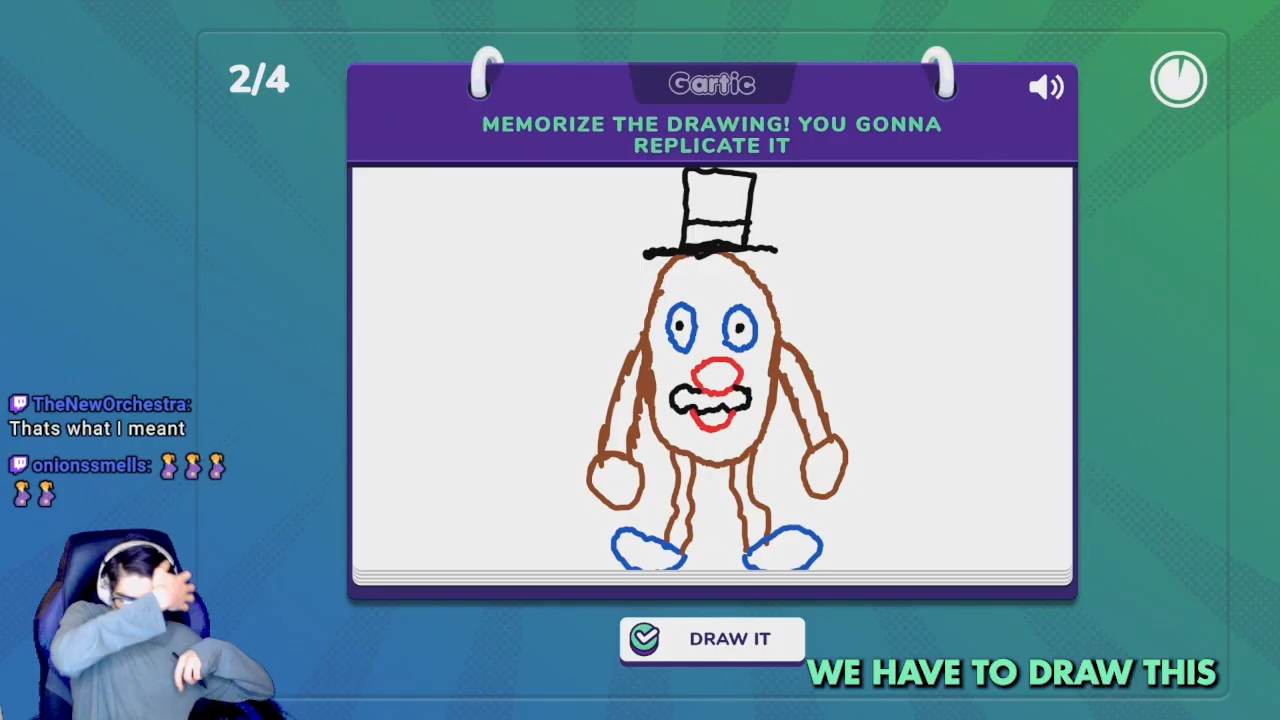 2/4
Gartic
MEMORIZE THE DRAWING! YOU GONNA
REPLICATE IT
TheNewOrchestra:
Thats what I meant
onionssmells:
DRAW IT
WE HAVE TO DRAW THIS